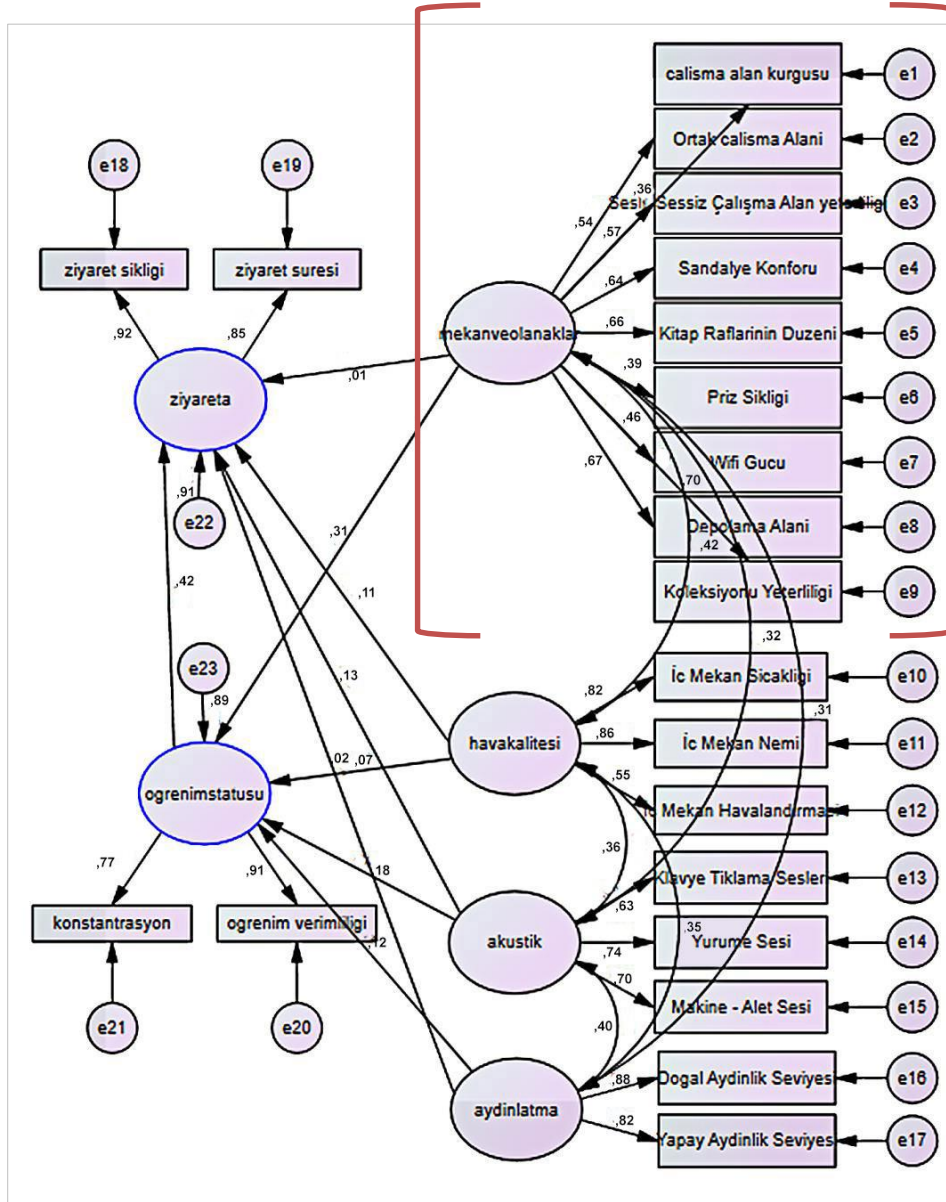 calisma alan kurgusu
e1
Ortak calisma Alani
e2
e18
e19
,36
,54
,57
Sessiz Çalışma Alan
e3
ziyaret sikligi
ziyaret suresi
,64
Sandalye Konforu
e4
,92
,85
mekanveolanaklar
,66
Kitap Raflarinin Duzeni
e5
,01
,39
ziyareta
Priz Sikligi
e6
,46
,67
,70
Wifi Gucu
e7
,91
e22
,31
,42
Depolama Alani
e8
,42
,11
Koleksiyonu Yeterliligi
e9
,32
e23
,13
,89
,82
İc Mekan Sicakligi
e10
,31
havakalitesi
,86
İc Mekan Nemi
e11
,02
,07
,55
ogrenimstatusu
Mekan
e12
,36
,77
,91
,18
,63
Klavye Tiklama Sesler
e13
konstantrasyon
ogrenim verimliligi
,12
akustik
,74
,35
Yurume Sesi
e14
,70
Makine - Alet Sesi
e15
e21
e20
,40
,88
Dogal Aydinlik Seviyes
e16
aydinlatma
,82
Yapay Aydinlik Seviyes
e17